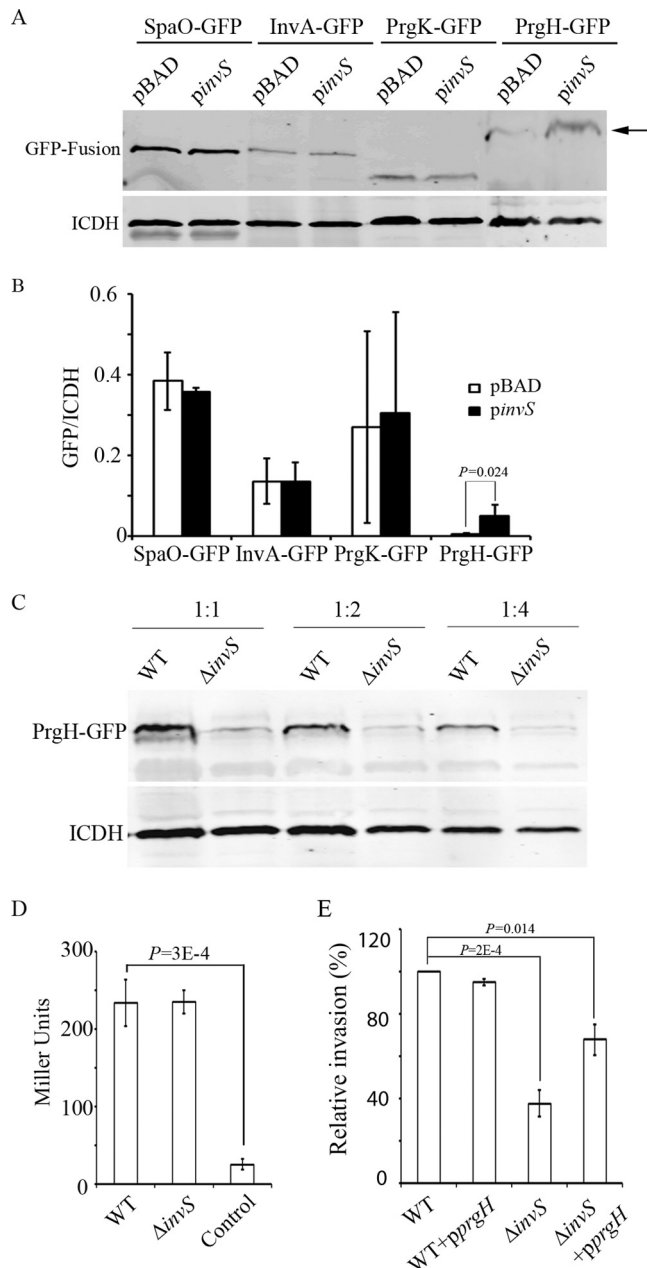 A
SpaO-GFP InvA-GFP PrgK-GFP PrgH-GFP
pBAD pinvS pBAD pinvS pBAD pinvS pBAD pinvS
GFP-Fusion
ICDH
B
0.6
0.4
0.2
0
GFP/ICDH
pBAD
pinvS
P=0.024
SpaO-GFP InvA-GFP PrgK-GFP PrgH-GFP
C
1:1 1:2 1:4
WT ΔinvS WT ΔinvS WT ΔinvS
PrgH-GFP
ICDH
D
300
200
100
0
Miller Units
P=3E-4
WT ΔinvS Control
E
120
80
40
0
Relative invasion (%)
P=0.014
P=2E-4
WT WT+pprgH ΔinvS ΔinvS
+pprgH